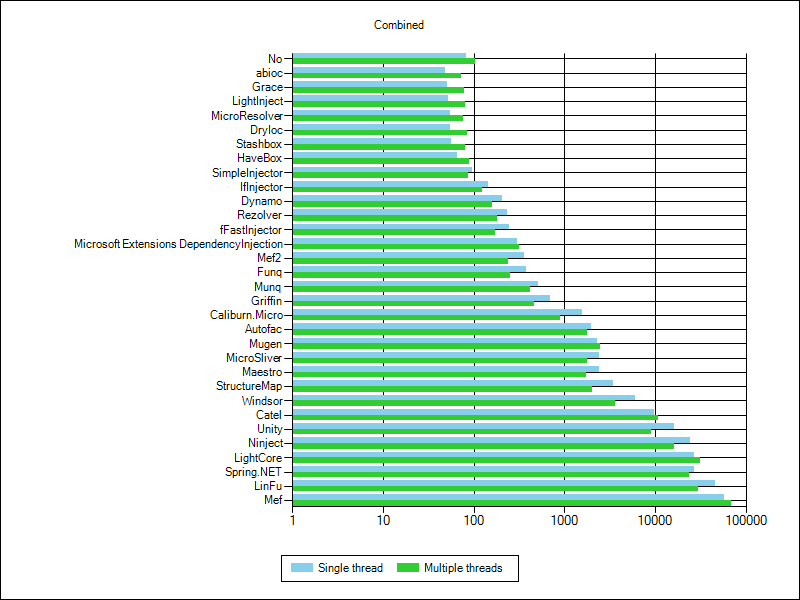 Combined
No
abioc
Grace
LightInject
MicroResolver
DryIoc
Stashbox
HaveBox
SimpleInjector
IfInjector
Dynamo
Rezolver
fFastInjector
Microsoft Extensions DependencyInjection
Mef2
Funq
Munq
Griffin
Caliburn.Micro
Autofac
Mugen
MicroSliver
Maestro
StructureMap
Windsor
Catel
Unity
Ninject
LightCore
Spring.NET
LinFu
Mef
1 10 100 1000 10000 100000
Single thread Multiple threads